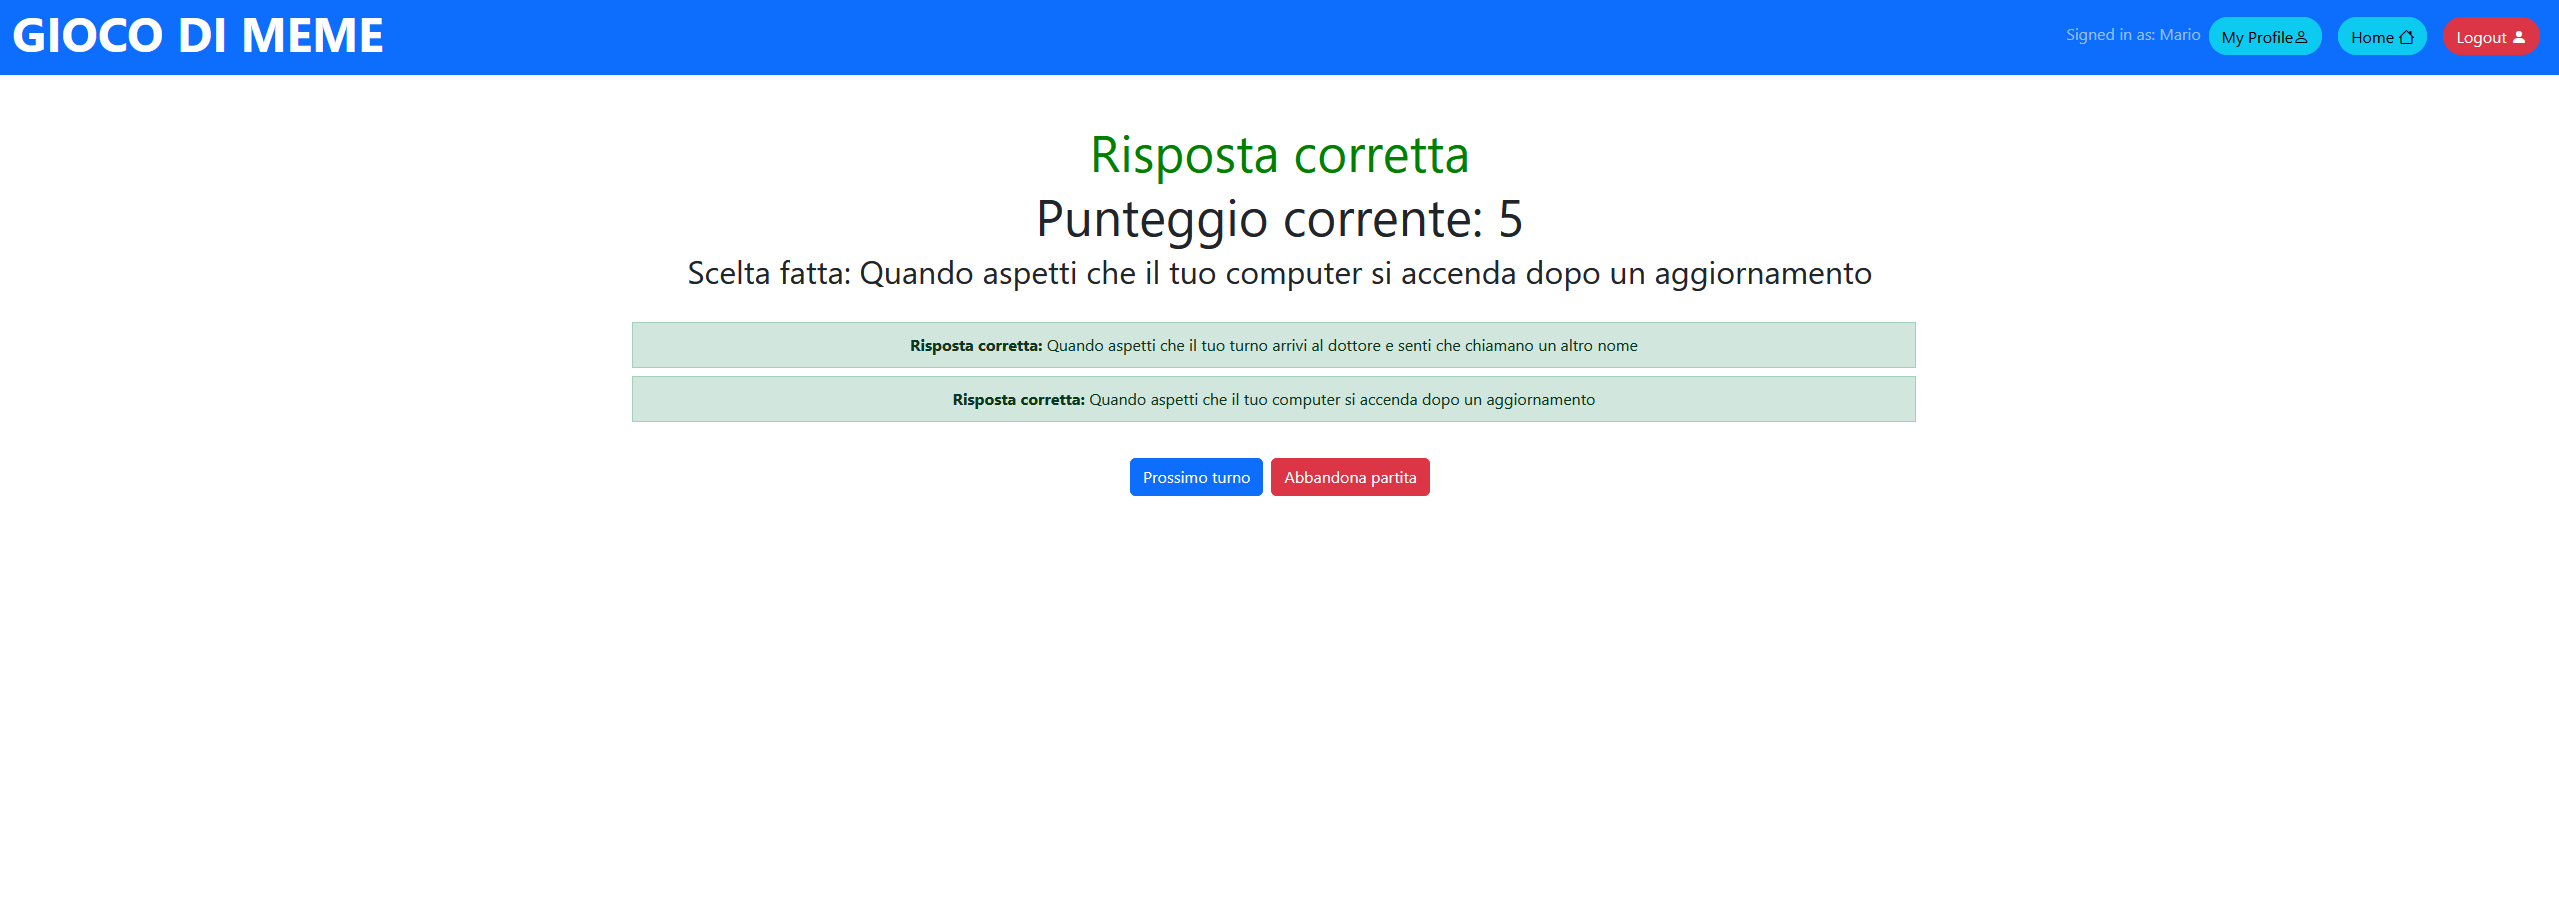 GIOCO DI MEME
Signed in as: Mario
My Profile
Home
Logout
Risposta corretta
Punteggio corrente: 5
Scelta fatta: Quando aspetti che il tuo computer si accenda dopo un aggiornamento
Risposta corretta: Quando aspetti che il tuo turno arrivi al dottore e senti che chiamano un altro nome
Risposta corretta: Quando aspetti che il tuo computer si accenda dopo un aggiornamento
Prossimo turno
Abbandona partita